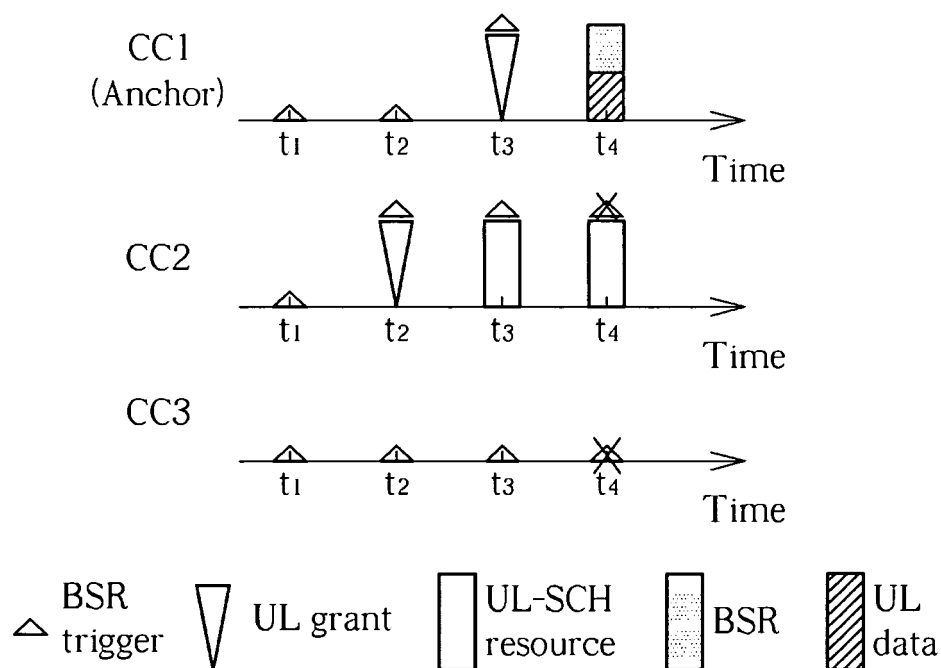 CC1
(Anchor)
t1 t2 t3 t4
Time
CC2
t1 t2 t3 t4
Time
CC3
t1 t2 t3 t4
Time
BSR
trigger
UL grant
UL-SCH
resource
BSR
UL
data